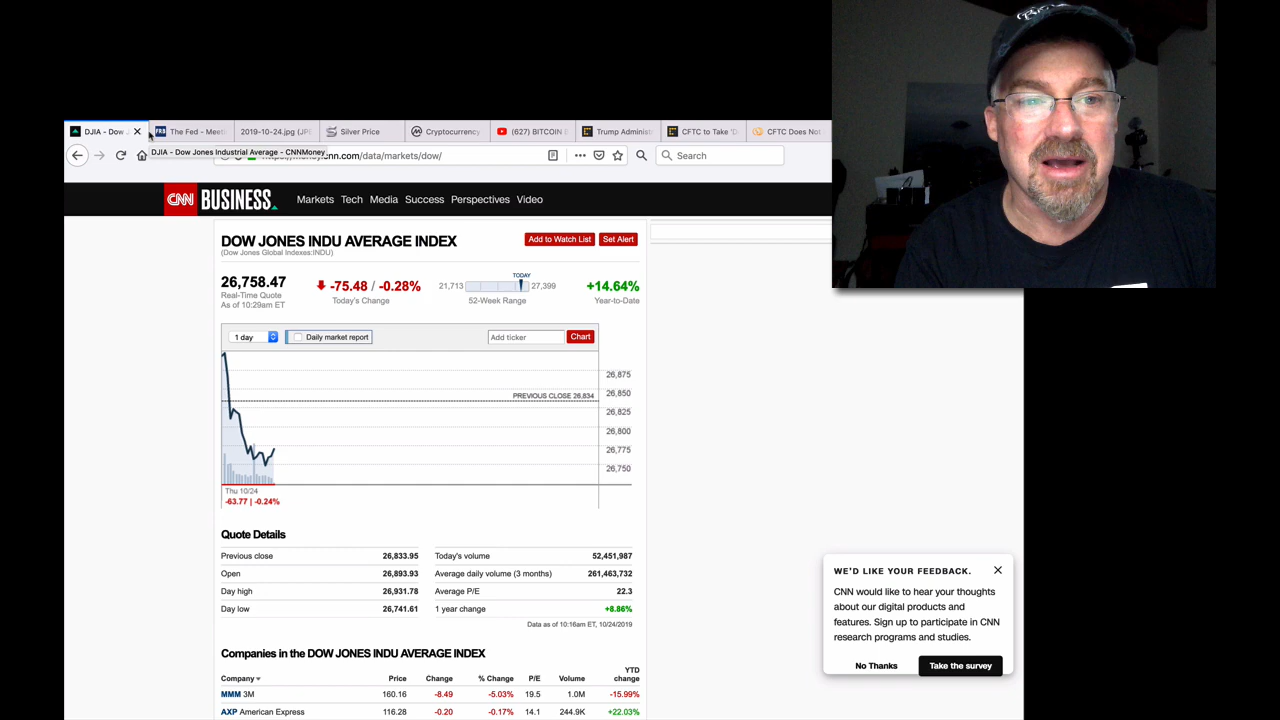 DJIA - Dow J
The Fed - Meeti
2019-10-24.jpg (JPE
Silver Price
Cryptocurrency
(627) BITCOIN
Trump Administ
CFTC to Take 'D
CFTC Does Not
DJIA - Dow Jones Industrial Average - CNNMoney
cnn.com/data/markets/dow/
Search
CNN BUSINESS
Markets Tech Media Success Perspectives Video
DOW JONES INDU AVERAGE INDEX
Add to Watch List
Set Alert
(Dow Jones Global Indexes:INDU)
26,758.47
Real-Time Quote
As of 10:29am ET
-75.48 / -0.28%
Today's Change
TODAY
21,713 27,399
52-Week Range
+14.64%
Year-to-Date
1 day
Daily market report
Add ticker
Chart
26,875
PREVIOUS CLOSE 26,834
26,850
26,825
26,800
26,775
26,750
Thu 10/24
-63.77 | -0.24%
Quote Details
Previous close 26,833.95 Today's volume 52,451,987
Open 26,893.93 Average daily volume (3 months) 261,463,732
Day high 26,931.78 Average P/E 22.3
Day low 26,741.61 1 year change +8.86%
Data as of 10:16am ET, 10/24/2019
Companies in the DOW JONES INDU AVERAGE INDEX
Company Price Change % Change P/E Volume YTD change
MMM 3M 160.16 -8.49 -5.03% 19.5 1.0M -15.99%
AXP American Express 116.28 -0.20 -0.17% 14.1 244.9K +22.03%
WE'D LIKE YOUR FEEDBACK.
CNN would like to hear your thoughts
about our digital products and
features. Sign up to participate in CNN
research programs and studies.
No Thanks
Take the survey